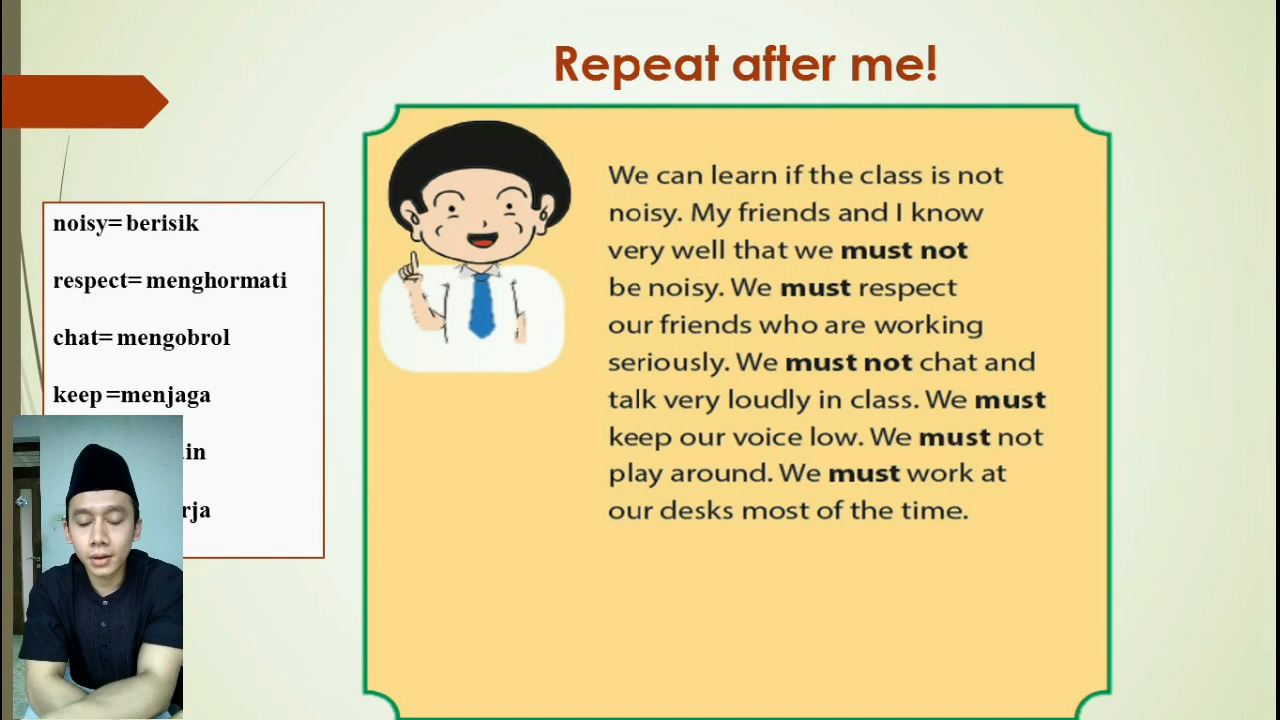 Repeat after me!
noisy= berisik
respect= menghormati
chat= mengobrol
keep =menjaga
We can learn if the class is not
noisy. My friends and I know
very well that we must not
be noisy. We must respect
our friends who are working
seriously. We must not chat and
talk very loudly in class. We must
keep our voice low. We must not
play around. We must work at
our desks most of the time.